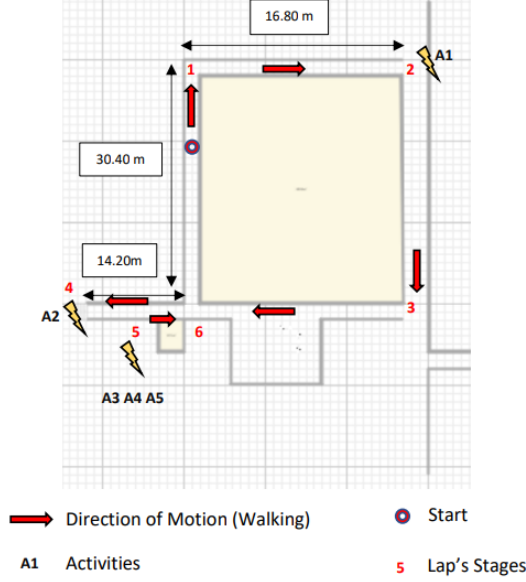 16.80 m
1
2
A1
30.40 m
14.20m
4
3
A2
5
6
A3 A4 A5
Direction of Motion (Walking)
Start
A1
Activities
5
Lap's Stages